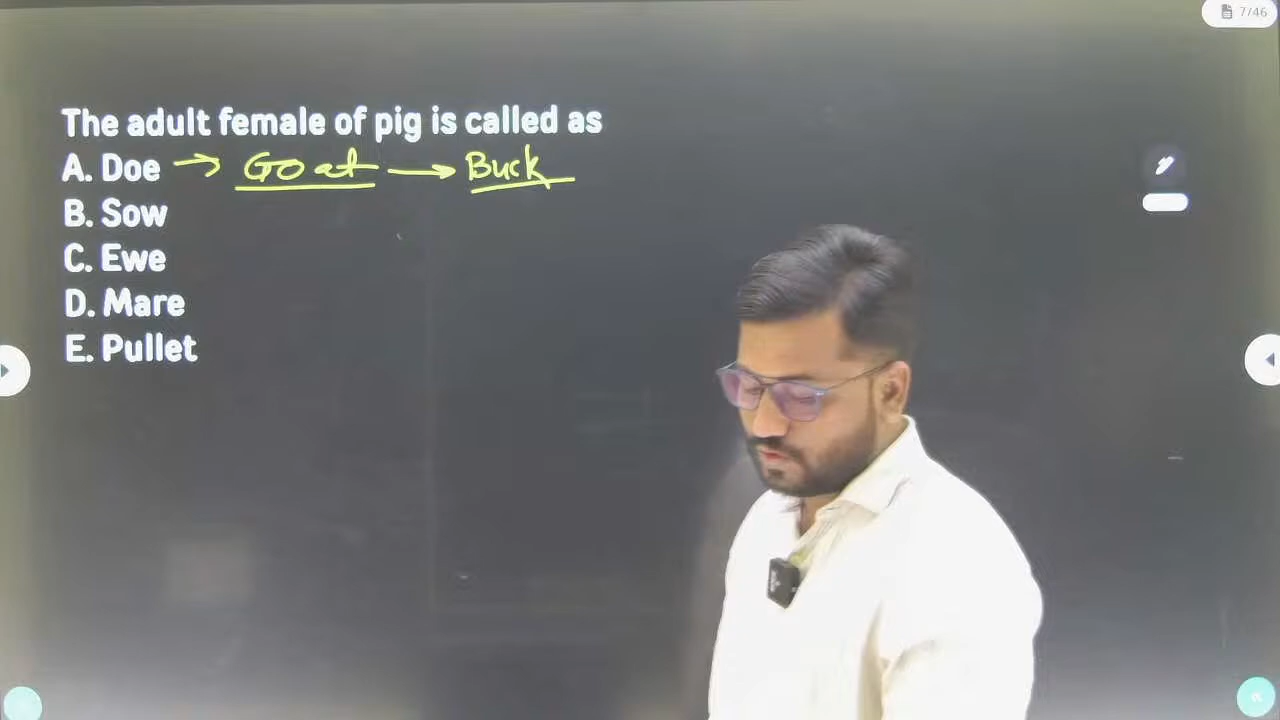 7/46
The adult female of pig is called as
A. Doe → Goat → Buck
B. Sow
C. Ewe
D. Mare
E. Pullet